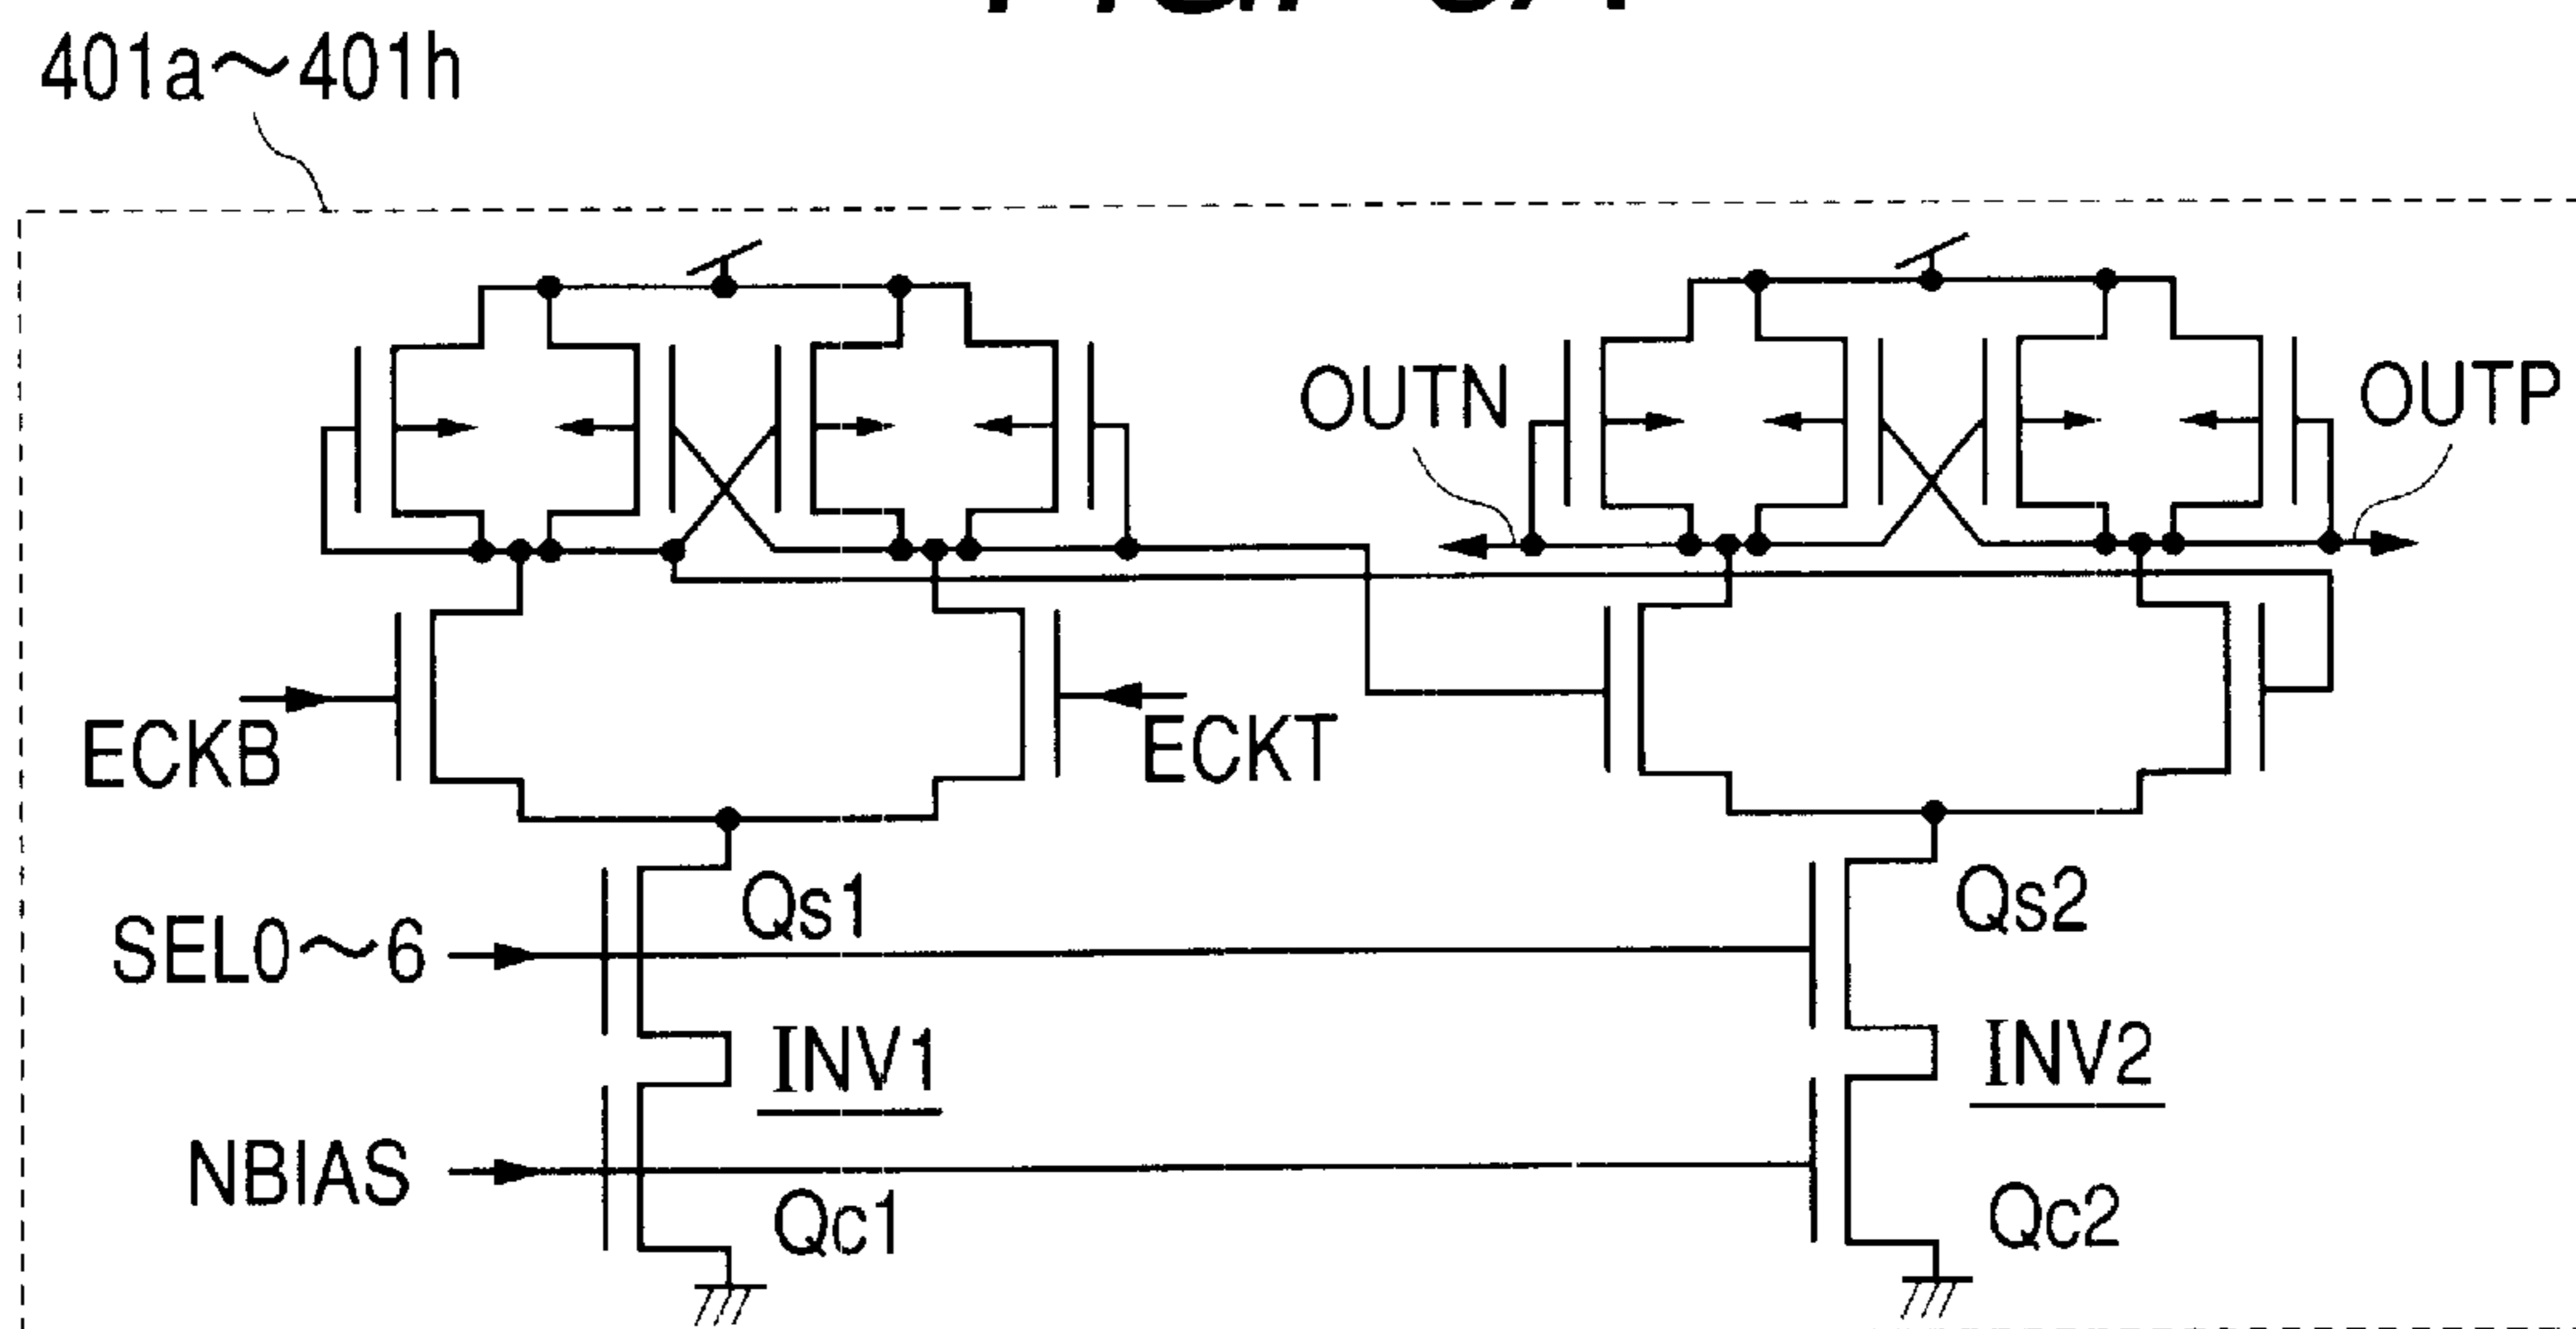 401a～401h
OUTN
OUTP
ECKB
ECKT
Qs1
Qs2
SEL0～6
INV1
INV2
NBIAS
Qc1
Qc2